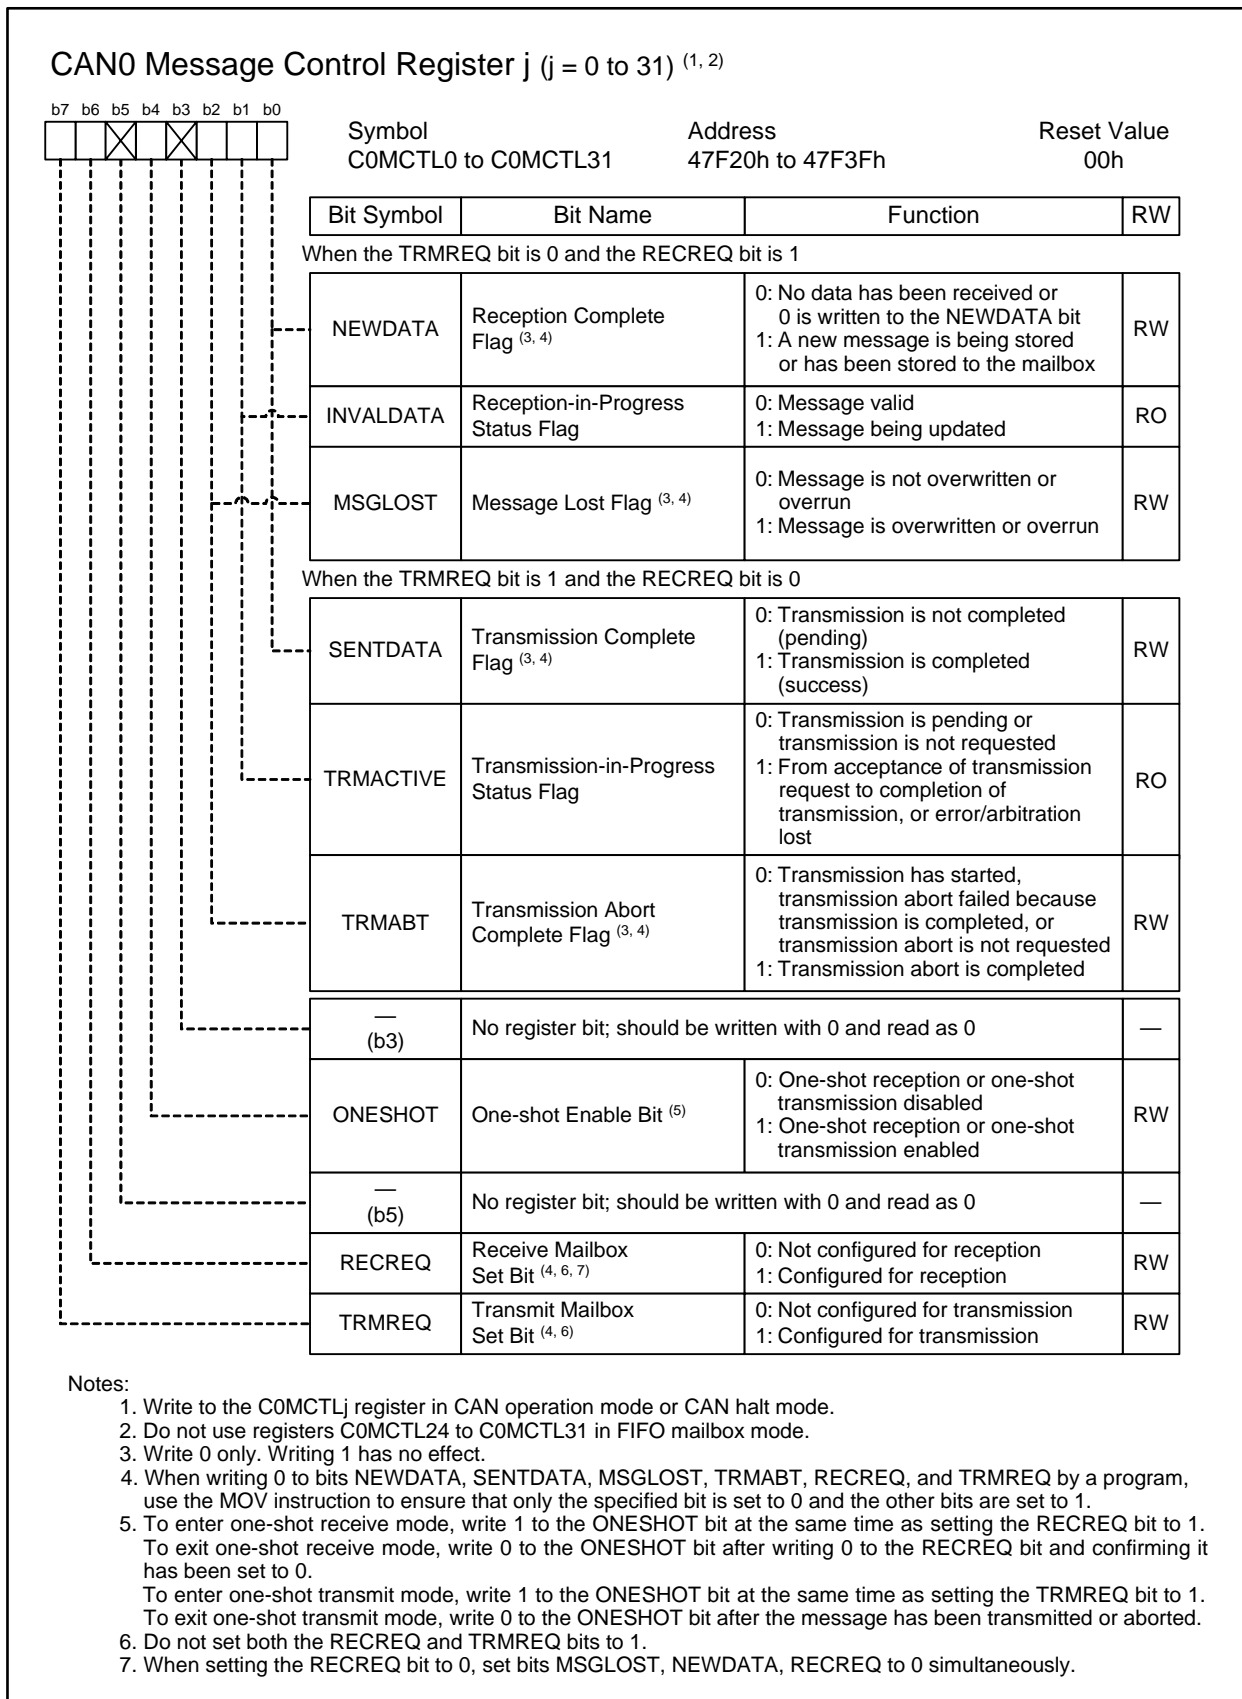 CAN0 Message Control Register j (j = 0 to 31) (1, 2)
b7 b6 b5 b4 b3 b2 b1 b0
Symbol Address Reset Value
C0MCTL0 to C0MCTL31 47F20h to 47F3Fh 00h
Bit Symbol Bit Name Function RW
When the TRMREQ bit is 0 and the RECREQ bit is 1
NEWDATA
Reception Complete
Flag (3, 4)
0: No data has been received or
0 is written to the NEWDATA bit
1: A new message is being stored
or has been stored to the mailbox
RW
INVALDATA
Reception-in-Progress
Status Flag
0: Message valid
1: Message being updated
RO
MSGLOST
Message Lost Flag (3, 4)
0: Message is not overwritten or
overrun
1: Message is overwritten or overrun
RW
When the TRMREQ bit is 1 and the RECREQ bit is 0
SENTDATA
Transmission Complete
Flag (3, 4)
0: Transmission is not completed
(pending)
1: Transmission is completed
(success)
RW
TRMACTIVE
Transmission-in-Progress
Status Flag
0: Transmission is pending or
transmission is not requested
1: From acceptance of transmission
request to completion of
transmission, or error/arbitration
lost
RO
TRMABT
Transmission Abort
Complete Flag (3, 4)
0: Transmission has started,
transmission abort failed because
transmission is completed, or
transmission abort is not requested
1: Transmission abort is completed
RW
—
(b3)
No register bit; should be written with 0 and read as 0
—
ONESHOT
One-shot Enable Bit (5)
0: One-shot reception or one-shot
transmission disabled
1: One-shot reception or one-shot
transmission enabled
RW
—
(b5)
No register bit; should be written with 0 and read as 0
—
RECREQ
Receive Mailbox
Set Bit (4, 6, 7)
0: Not configured for reception
1: Configured for reception
RW
TRMREQ
Transmit Mailbox
Set Bit (4, 6)
0: Not configured for transmission
1: Configured for transmission
RW
Notes:
1. Write to the C0MCTLj register in CAN operation mode or CAN halt mode.
2. Do not use registers C0MCTL24 to C0MCTL31 in FIFO mailbox mode.
3. Write 0 only. Writing 1 has no effect.
4. When writing 0 to bits NEWDATA, SENTDATA, MSGLOST, TRMABT, RECREQ, and TRMREQ by a program,
use the MOV instruction to ensure that only the specified bit is set to 0 and the other bits are set to 1.
5. To enter one-shot receive mode, write 1 to the ONESHOT bit at the same time as setting the RECREQ bit to 1.
To exit one-shot receive mode, write 0 to the ONESHOT bit after writing 0 to the RECREQ bit and confirming it
has been set to 0.
To enter one-shot transmit mode, write 1 to the ONESHOT bit at the same time as setting the TRMREQ bit to 1.
To exit one-shot transmit mode, write 0 to the ONESHOT bit after the message has been transmitted or aborted.
6. Do not set both the RECREQ and TRMREQ bits to 1.
7. When setting the RECREQ bit to 0, set bits MSGLOST, NEWDATA, RECREQ to 0 simultaneously.